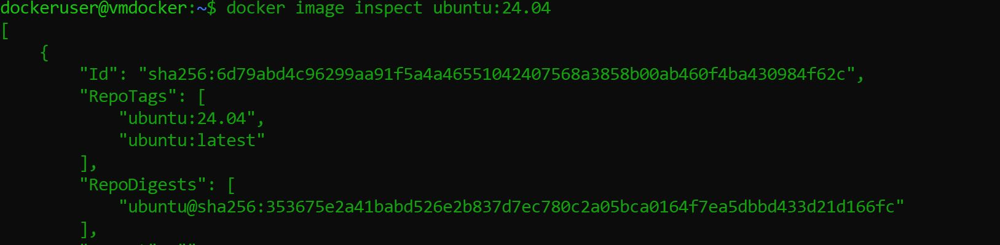 dockeruser@vmdocker:~$ docker image inspect ubuntu:24.04
[
    {
        "Id": "sha256:6d79abd4c96299aa91f5a4a46551042407568a3858b00ab460f4ba430984f62c",
        "RepoTags": [
            "ubuntu:24.04",
            "ubuntu:latest"
        ],
        "RepoDigests": [
            "ubuntu@sha256:353675e2a41babd526e2b837d7ec780c2a05bca0164f7ea5dbbd433d21d166fc"
        ],